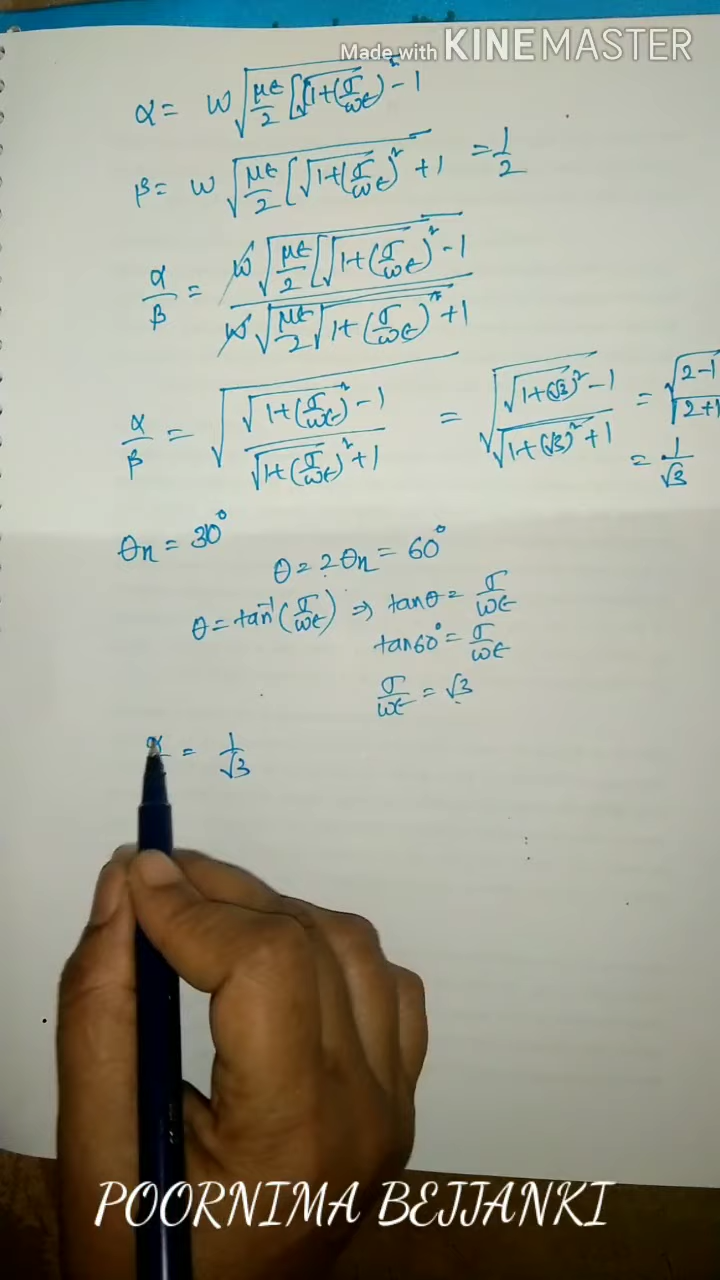 Made with KINEMASTER
α = ω√(με/2 [√(1+(σ/ωε)²) - 1
β = ω√(με/2 [√(1+(σ/ωε)²) + 1 = 1/2
α/β = ω√(με/2 [√(1+(σ/ωε)²) - 1 / ω√(με/2 √(1+(σ/ωε)²) + 1
α/β = √(√(1+(σ/ωε)²) - 1 / √(1+(σ/ωε)²) + 1) = √(√(1+(√3)²) - 1 / √(1+(√3)²) + 1) = √(2-1 / √2+1
= 1/√3
θn = 30°
θ = 2θn = 60°
θ = tan⁻¹(σ/ωε) ⇒ tanθ = σ/ωε
tan60° = σ/ωε
σ/ωε = √3
α = 1/√3
POORNIMA BEJJANKI